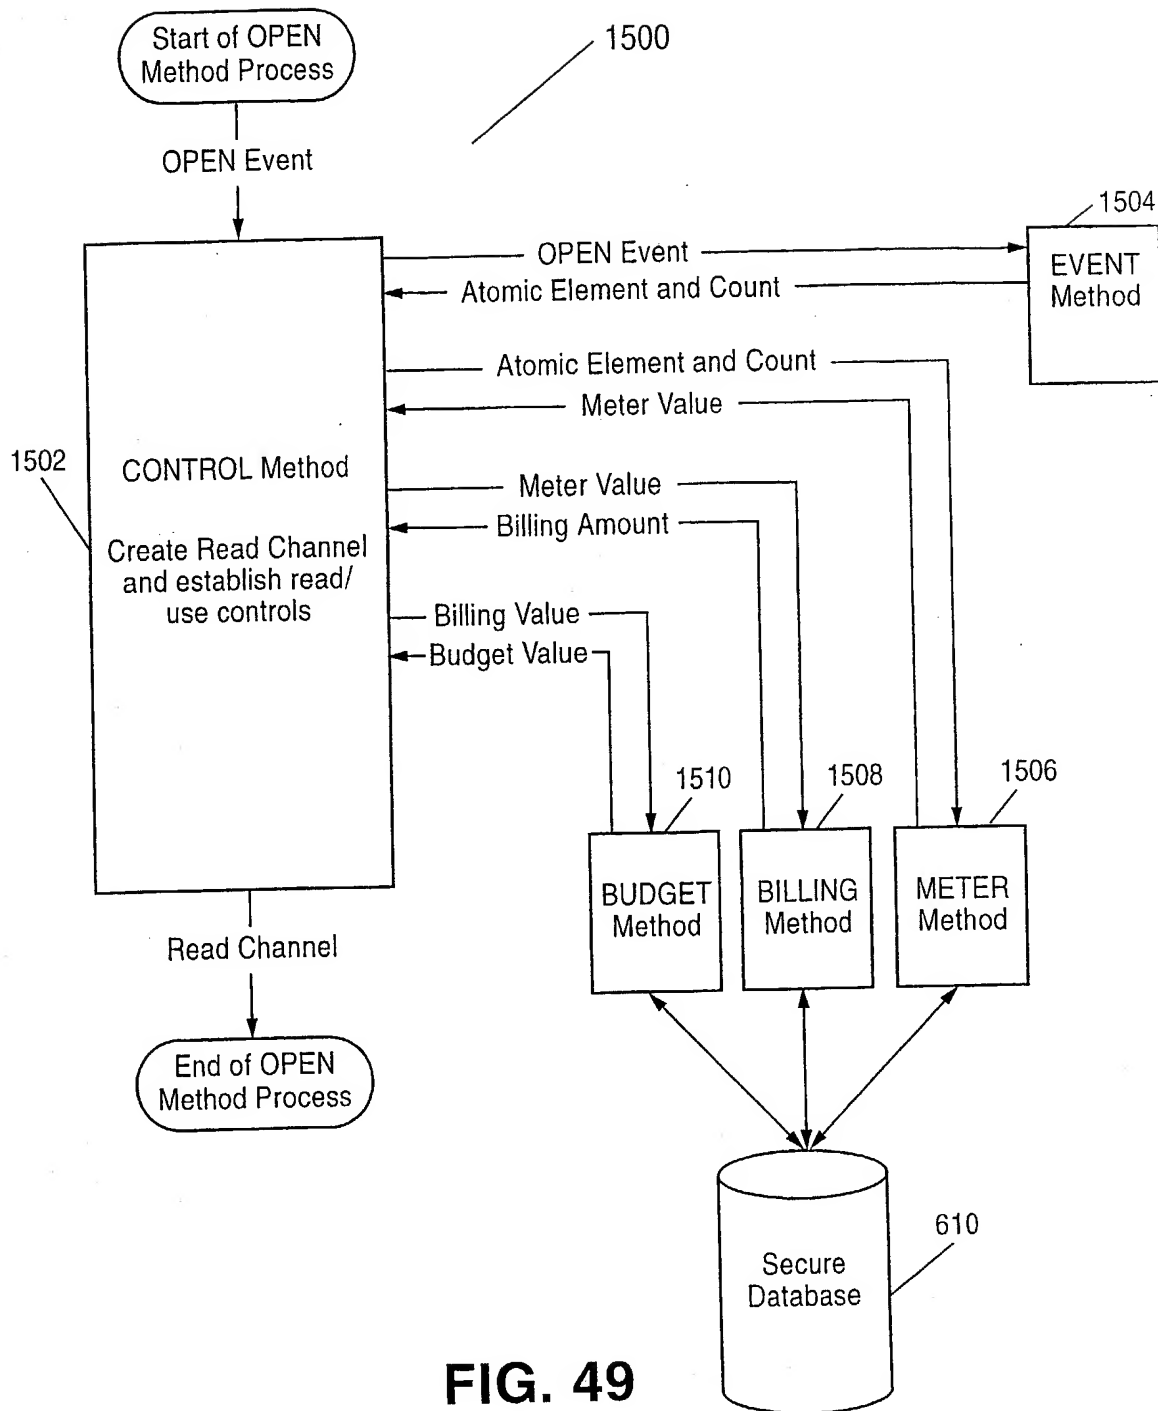 Start of OPEN
Method Process
1500
OPEN Event
1504
OPEN Event
EVENT
Method
Atomic Element and Count
Atomic Element and Count
Meter Value
1502
CONTROL Method
Create Read Channel
and establish read/
use controls
Meter Value
Billing Amount
Billing Value
Budget Value
1510
1508
1506
BUDGET
Method
BILLING
Method
METER
Method
Read Channel
End of OPEN
Method Process
610
Secure
Database
FIG. 49